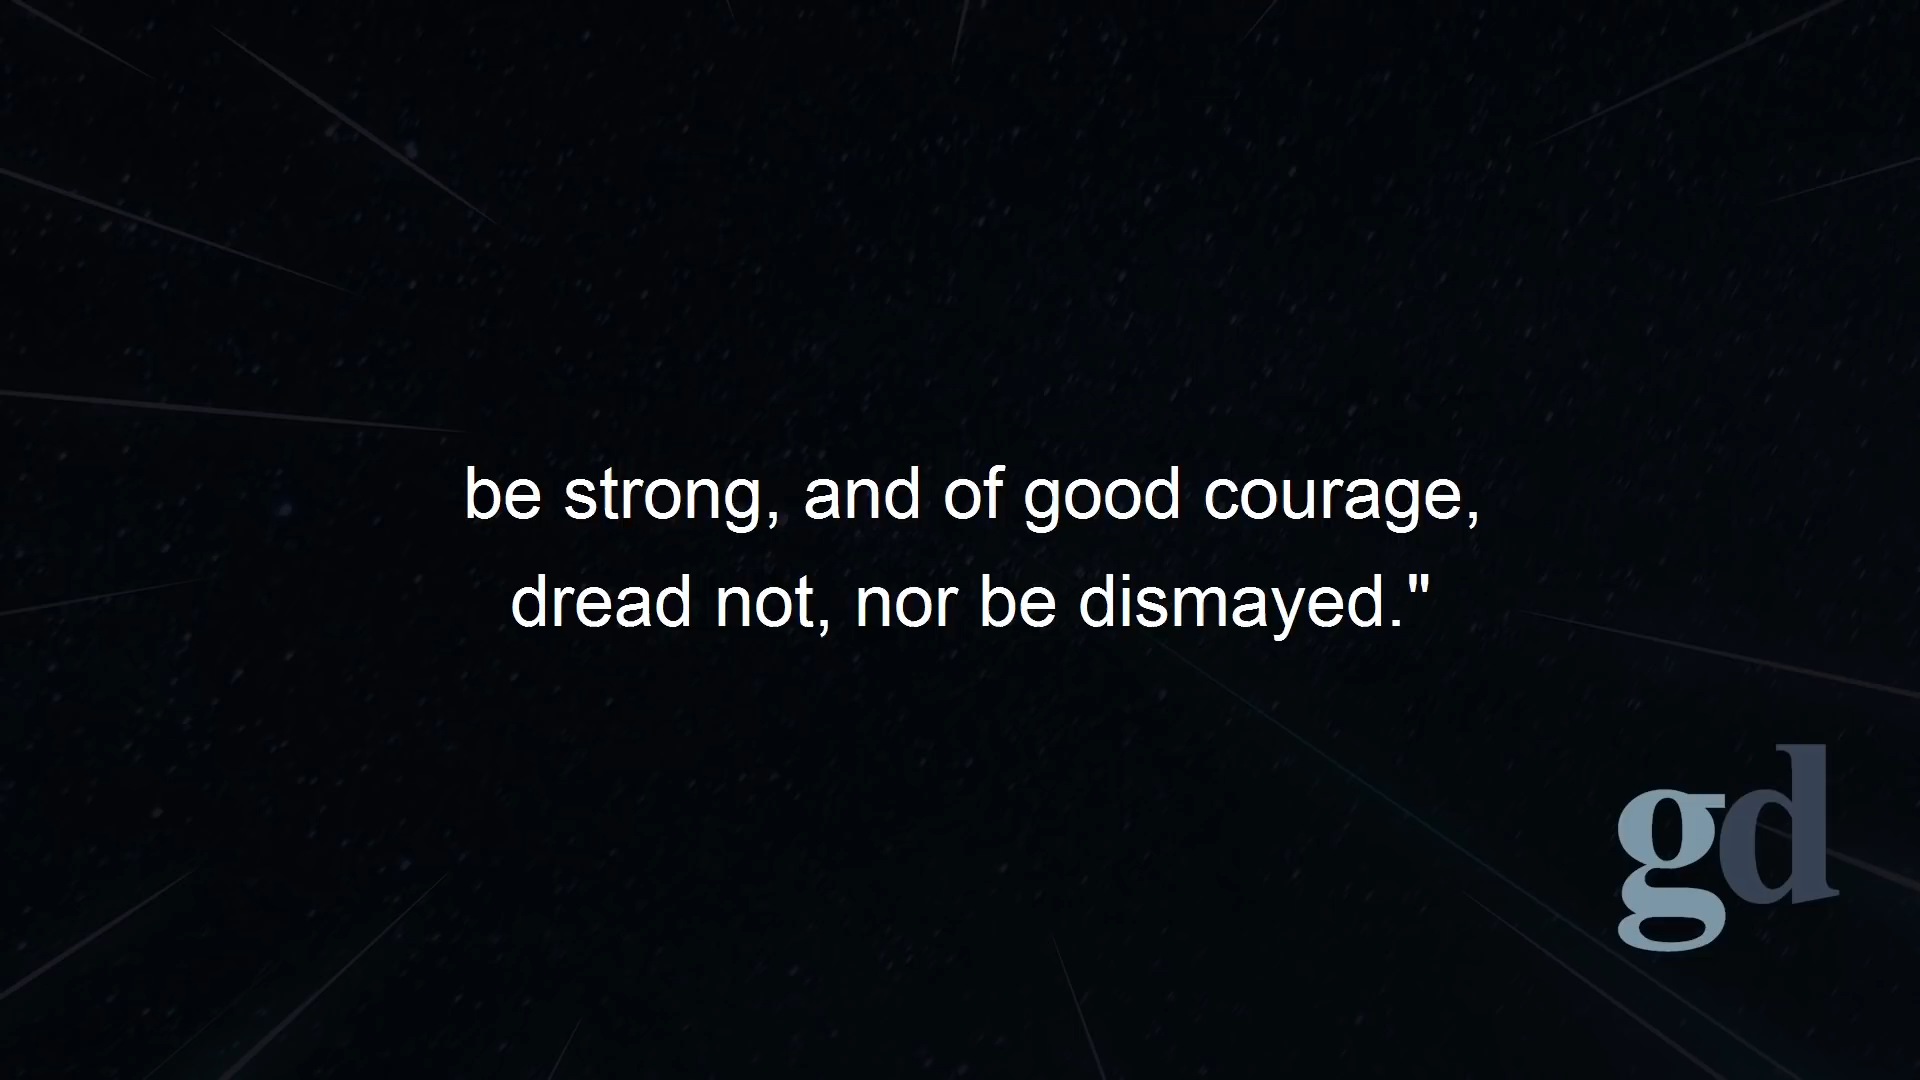 be strong, and of good courage,
dread not, nor be dismayed."
gd